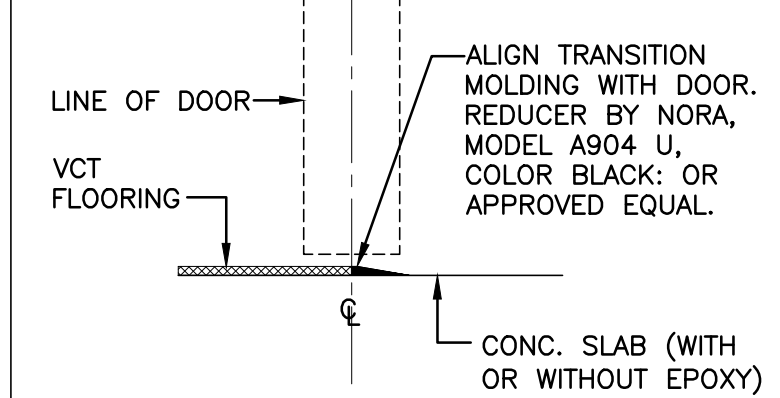 ALIGN TRANSITION
MOLDING WITH DOOR.
REDUCER BY NORA,
MODEL A904 U,
COLOR BLACK: OR
APPROVED EQUAL.
LINE OF DOOR
VCT
FLOORING
℄
CONC. SLAB (WITH
OR WITHOUT EPOXY)